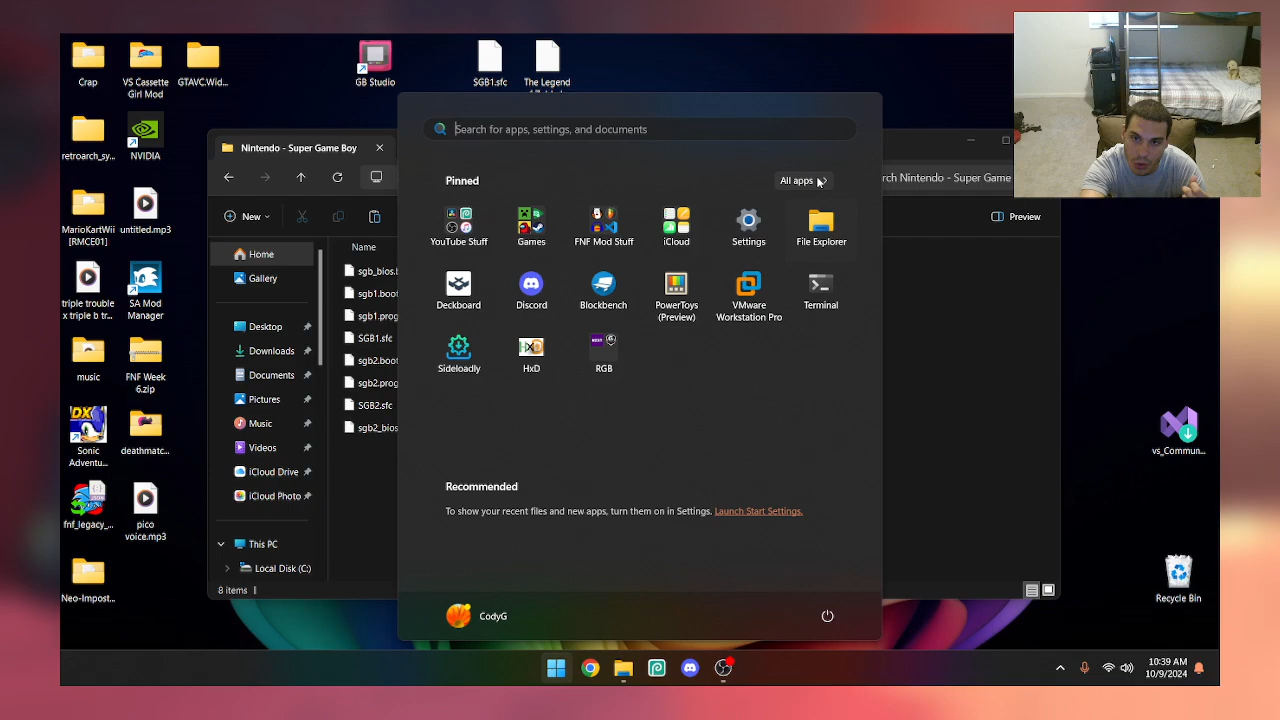 Crap
VS Cassette
Girl Mod
GTAVC.Wid...
GB Studio
SGB1.sfc
The Legend
retroarch_sy...
NVIDIA
MarioKartWii
[RMCE01]
untitled.mp3
triple trouble
x triple b tr...
SA Mod
Manager
music
FNF Week
6.zip
DX
Sonic
Adventu...
deathmatc...
fnf_legacy_...
pico
voice.mp3
Neo-Impost...
Nintendo - Super Game Boy
rch Nintendo - Super Game
New
Preview
Home
Gallery
Desktop
Downloads
Documents
Pictures
Music
Videos
iCloud Drive
iCloud Photo
This PC
Local Disk (C:)
8 items
Name
sgb_bios.b
sgb1.boot
sgb1.prog
SGB1.sfc
sgb2.boot
sgb2.prog
SGB2.sfc
sgb2_bios
Search for apps, settings, and documents
Pinned
All apps
YouTube Stuff
Games
FNF Mod Stuff
iCloud
Settings
File Explorer
Deckboard
Discord
Blockbench
PowerToys
(Preview)
VMware
Workstation Pro
Terminal
Sideloadly
HxD
RGB
Recommended
To show your recent files and new apps, turn them on in Settings. Launch Start Settings.
CodyG
vs_Commun...
Recycle Bin
10:39 AM
10/9/2024